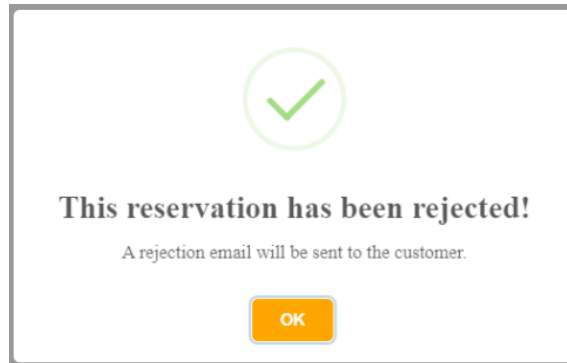 This reservation has been rejected!
A rejection email will be sent to the customer.
OK